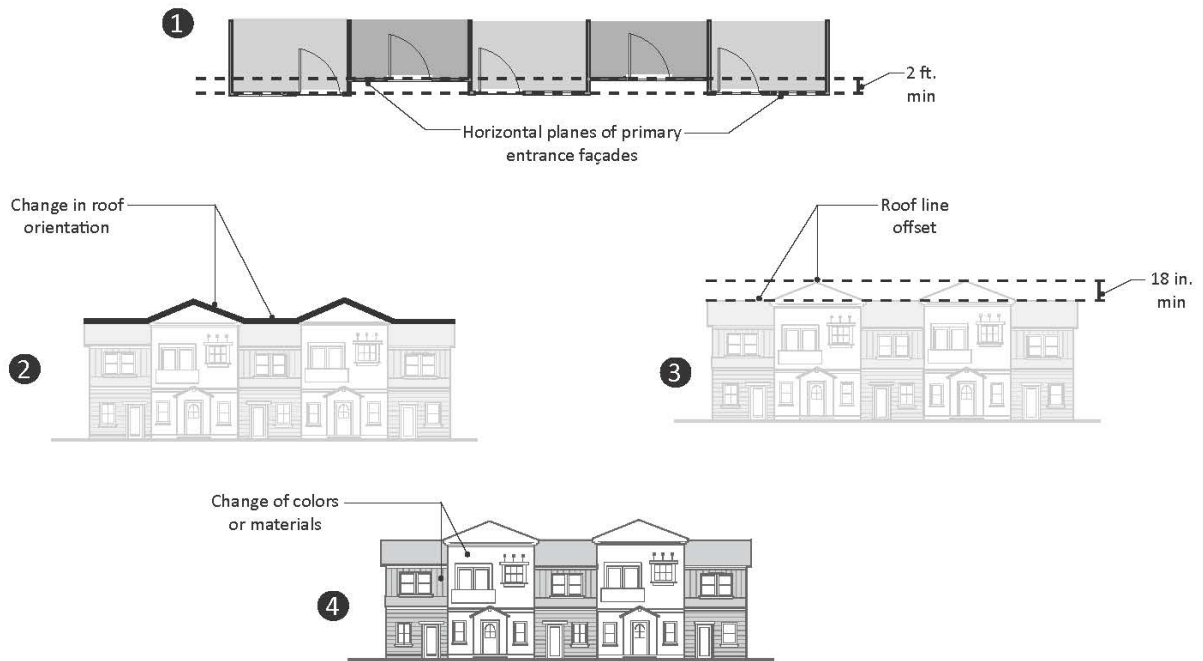 1
2 ft.
min
Horizontal planes of primary
entrance façades
Change in roof
orientation
2
Roof line
offset
18 in.
min
3
Change of colors
or materials
4